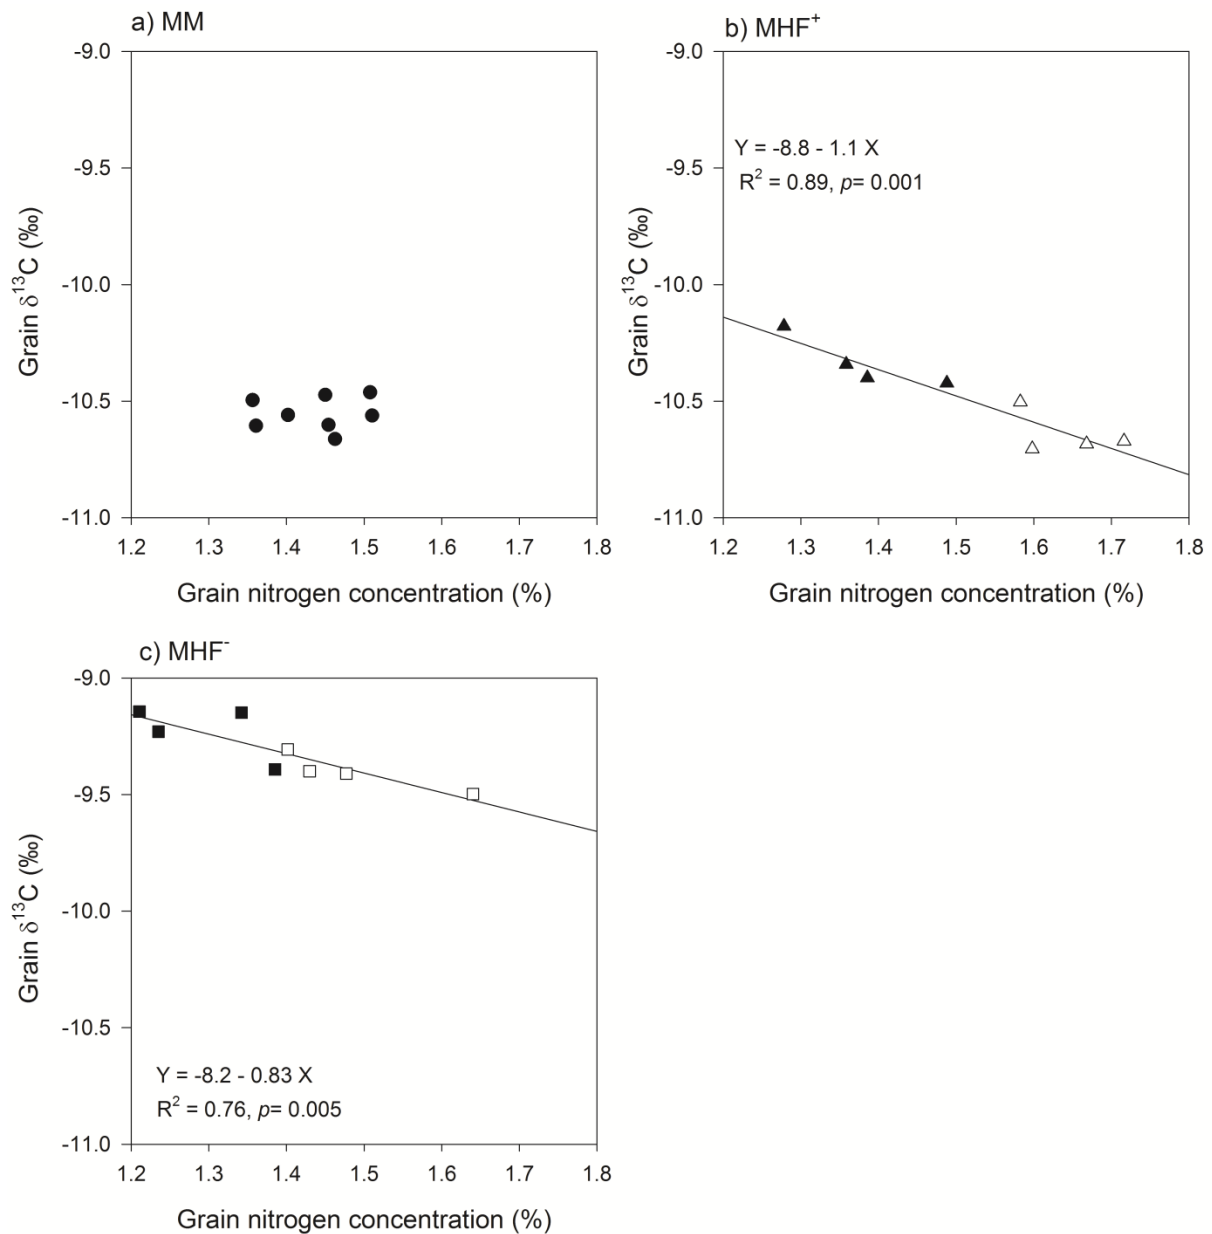 a) MM
-9.0
-9.5
-10.0
-10.5
-11.0
Grain δ¹³C (‰)
1.2 1.3 1.4 1.5 1.6 1.7 1.8
Grain nitrogen concentration (%)
b) MHF⁺
-9.0
-9.5
-10.0
-10.5
-11.0
Grain δ¹³C (‰)
Y = -8.8 - 1.1 X
R² = 0.89, p= 0.001
1.2 1.3 1.4 1.5 1.6 1.7 1.8
Grain nitrogen concentration (%)
c) MHF⁻
-9.0
-9.5
-10.0
-10.5
-11.0
Grain δ¹³C (‰)
Y = -8.2 - 0.83 X
R² = 0.76, p= 0.005
1.2 1.3 1.4 1.5 1.6 1.7 1.8
Grain nitrogen concentration (%)